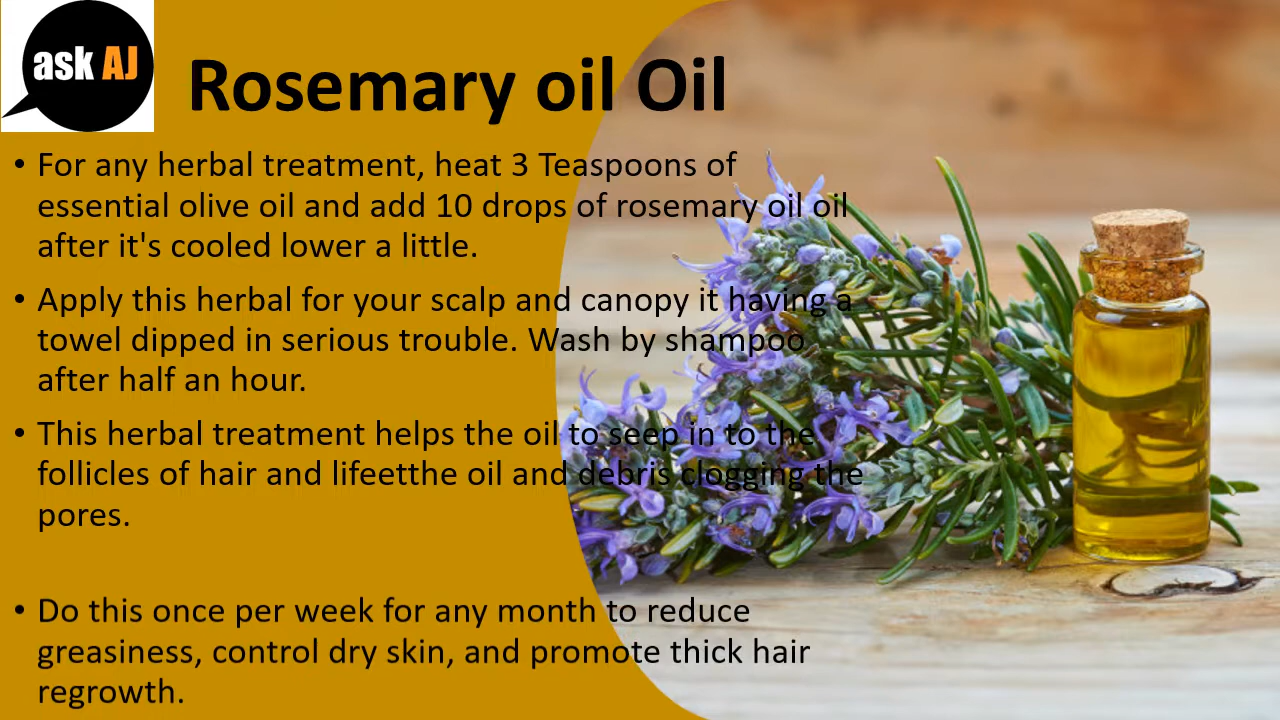 ask AJ
Rosemary oil Oil
• For any herbal treatment, heat 3 Teaspoons of
essential olive oil and add 10 drops of rosemary oil oil
after it's cooled lower a little.
• Apply this herbal for your scalp and canopy it having a
towel dipped in serious trouble. Wash by shampoo
after half an hour.
• This herbal treatment helps the oil to seep in to the
follicles of hair and lifeetthe oil and debris clogging the
pores.
• Do this once per week for any month to reduce
greasiness, control dry skin, and promote thick hair
regrowth.